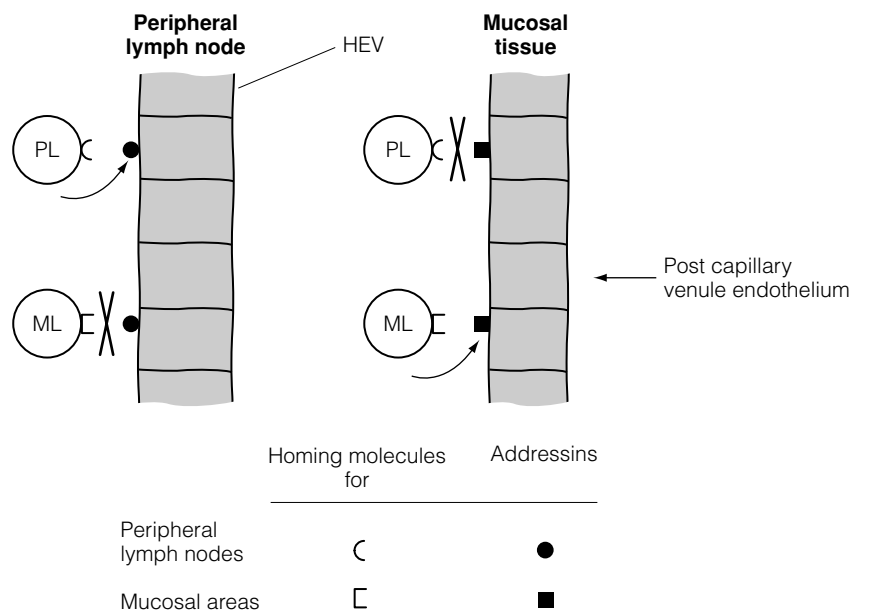 Peripheral
lymph node
HEV
Mucosal
tissue
PL
PL
ML
ML
Post capillary
venule endothelium
Homing molecules
for
Addressins
Peripheral
lymph nodes
Mucosal areas